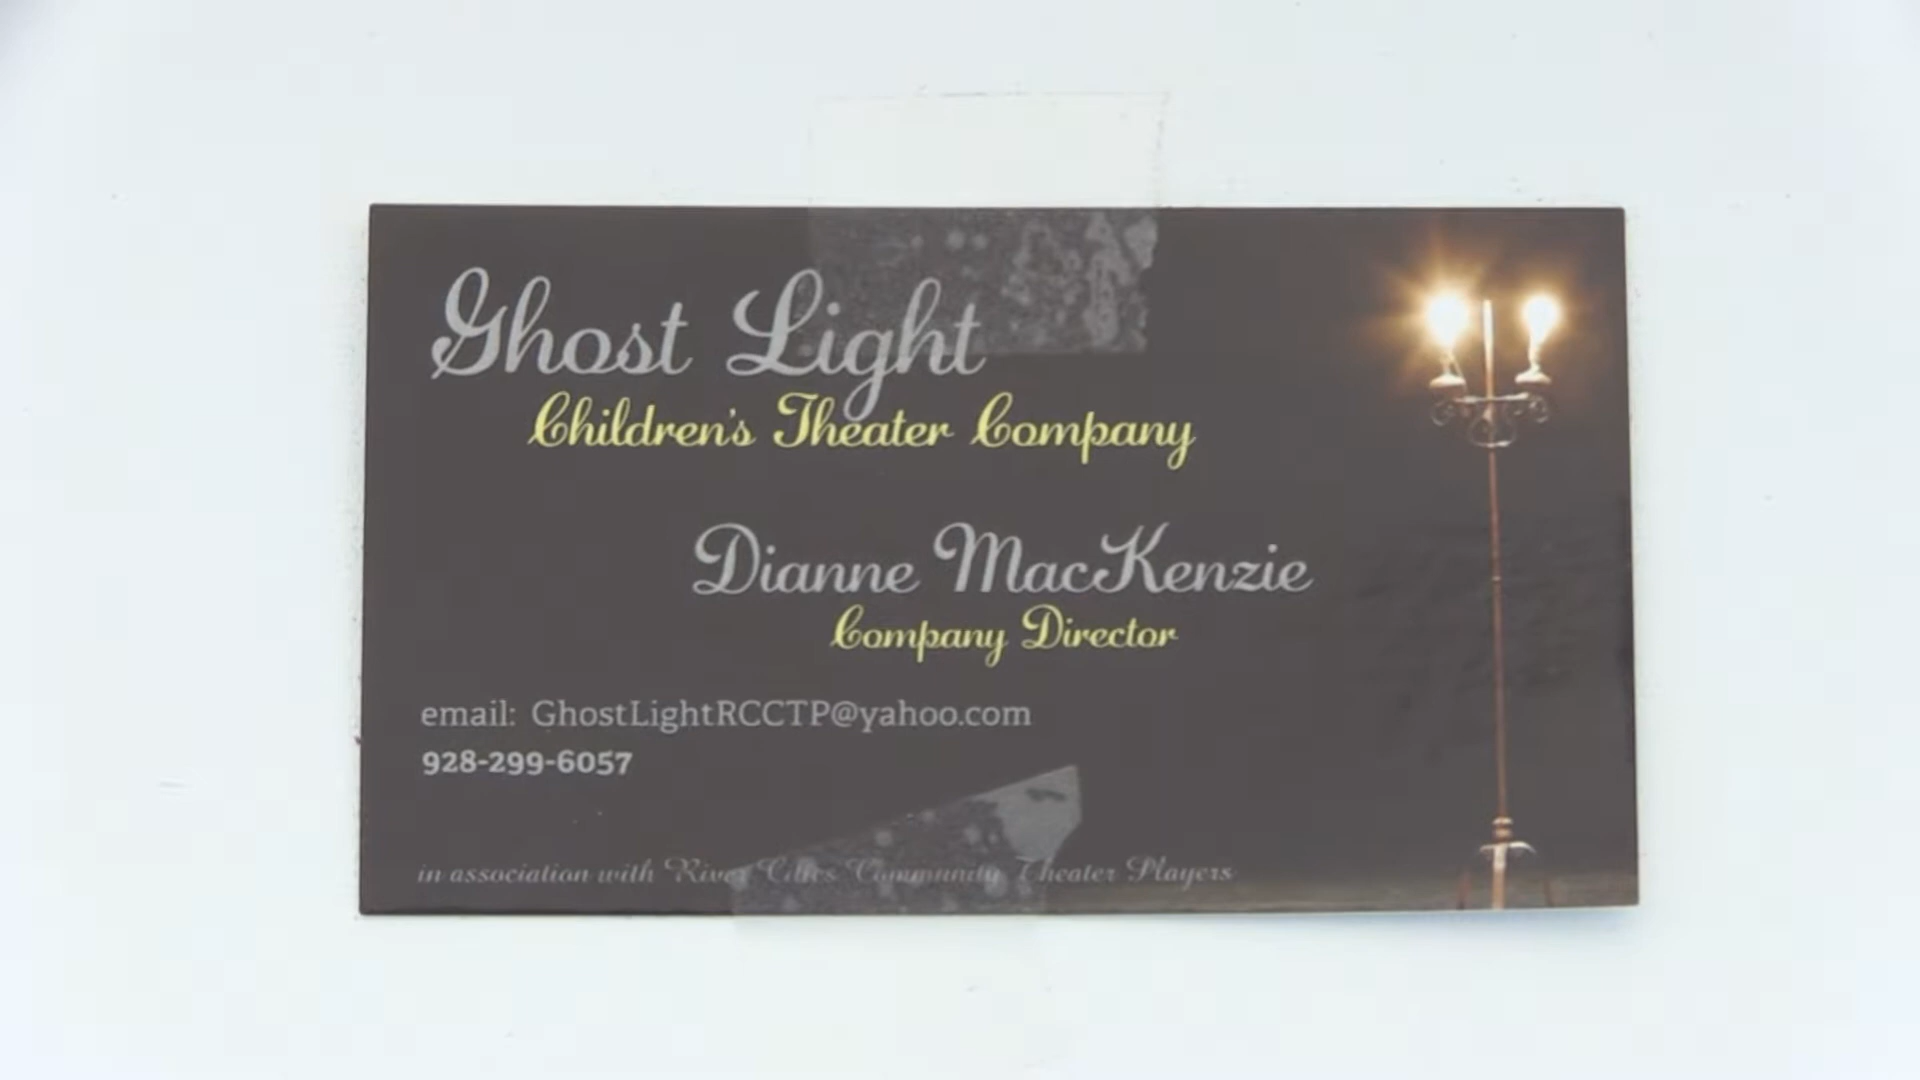 Ghost Light
Children's Theater Company
Dianne MacKenzie
Company Director
email: GhostLightRCCTP@yahoo.com
928-299-6057
in association with River Cities Community Theater Players